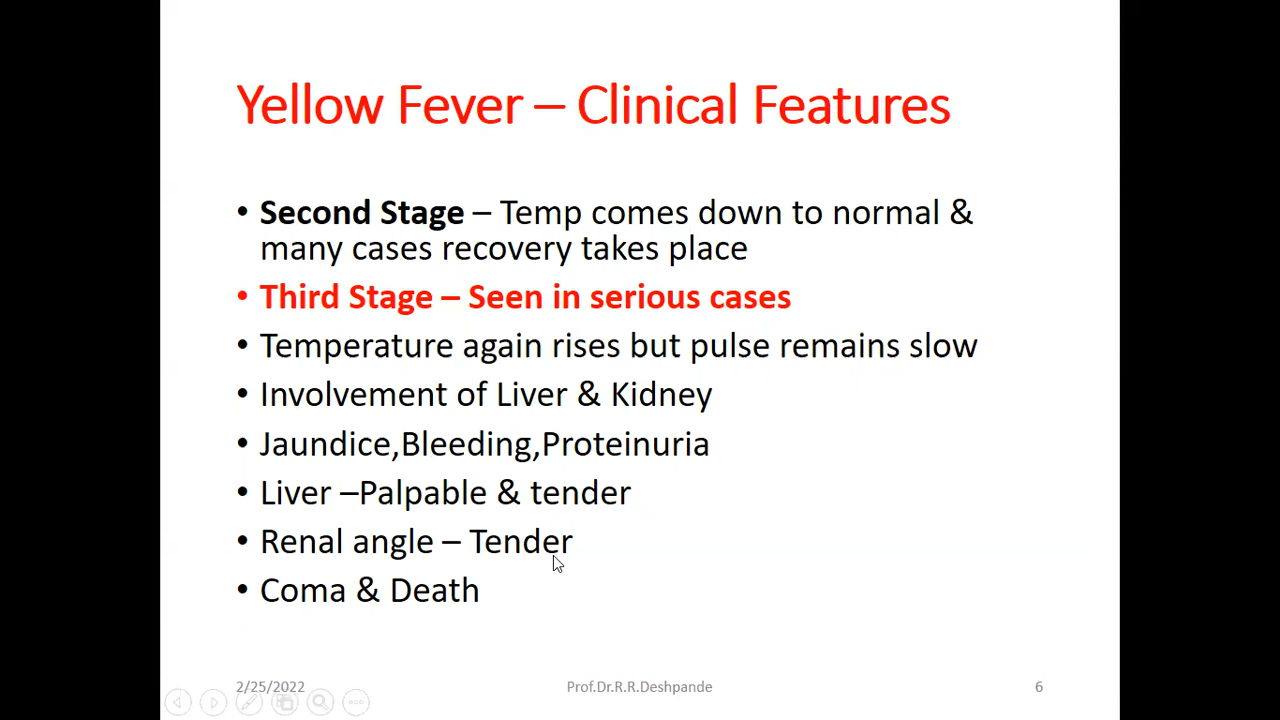 Yellow Fever – Clinical Features
• Second Stage – Temp comes down to normal &
many cases recovery takes place
• Third Stage – Seen in serious cases
• Temperature again rises but pulse remains slow
• Involvement of Liver & Kidney
• Jaundice,Bleeding,Proteinuria
• Liver –Palpable & tender
• Renal angle – Tender
• Coma & Death
2/25/2022 Prof.Dr.R.R.Deshpande 6